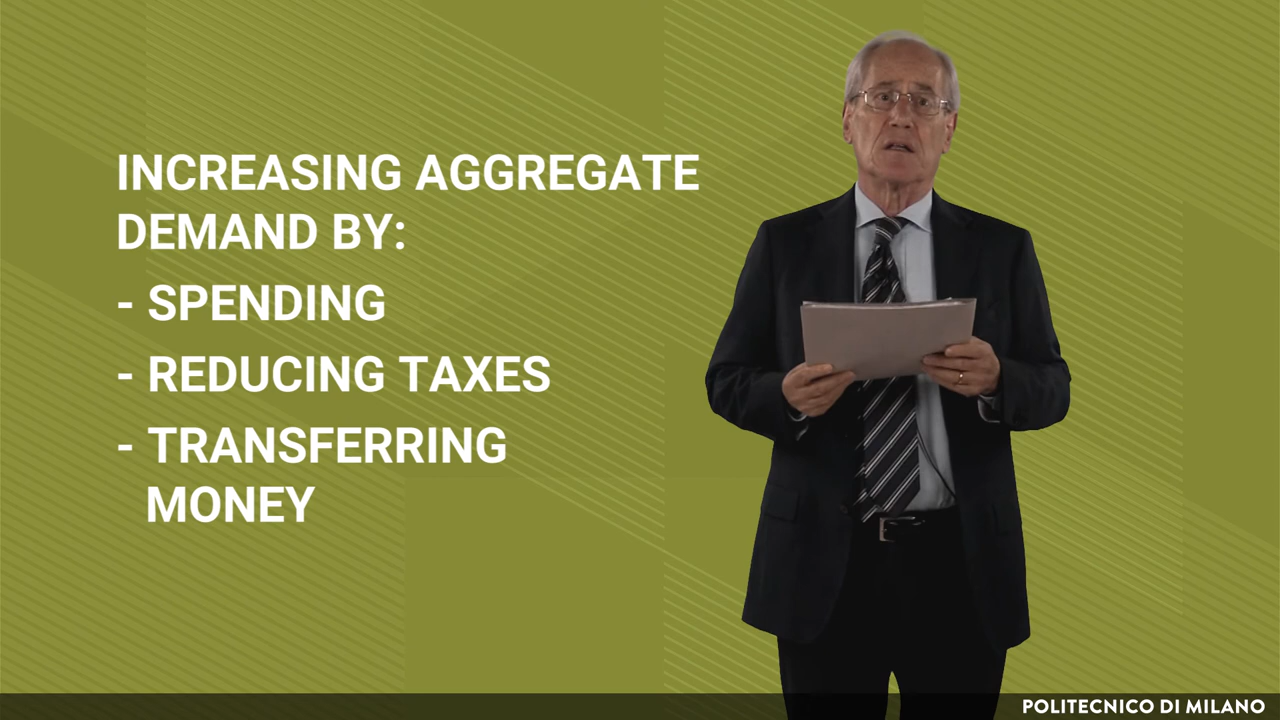 INCREASING AGGREGATE
DEMAND BY:
- SPENDING
- REDUCING TAXES
- TRANSFERRING
MONEY
POLITECNICO DI MILANO